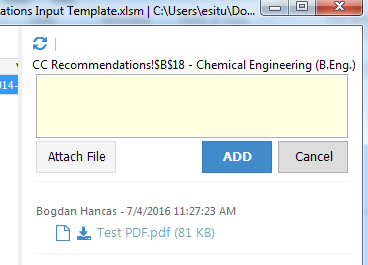 ations Input Template.xlsm | C:\Users\esitu\Do...
CC Recommendations!$B$18 - Chemical Engineering (B.Eng.)
014-
Attach File
ADD
Cancel
Bogdan Hancas - 7/4/2016 11:27:23 AM
Test PDF.pdf (81 KB)